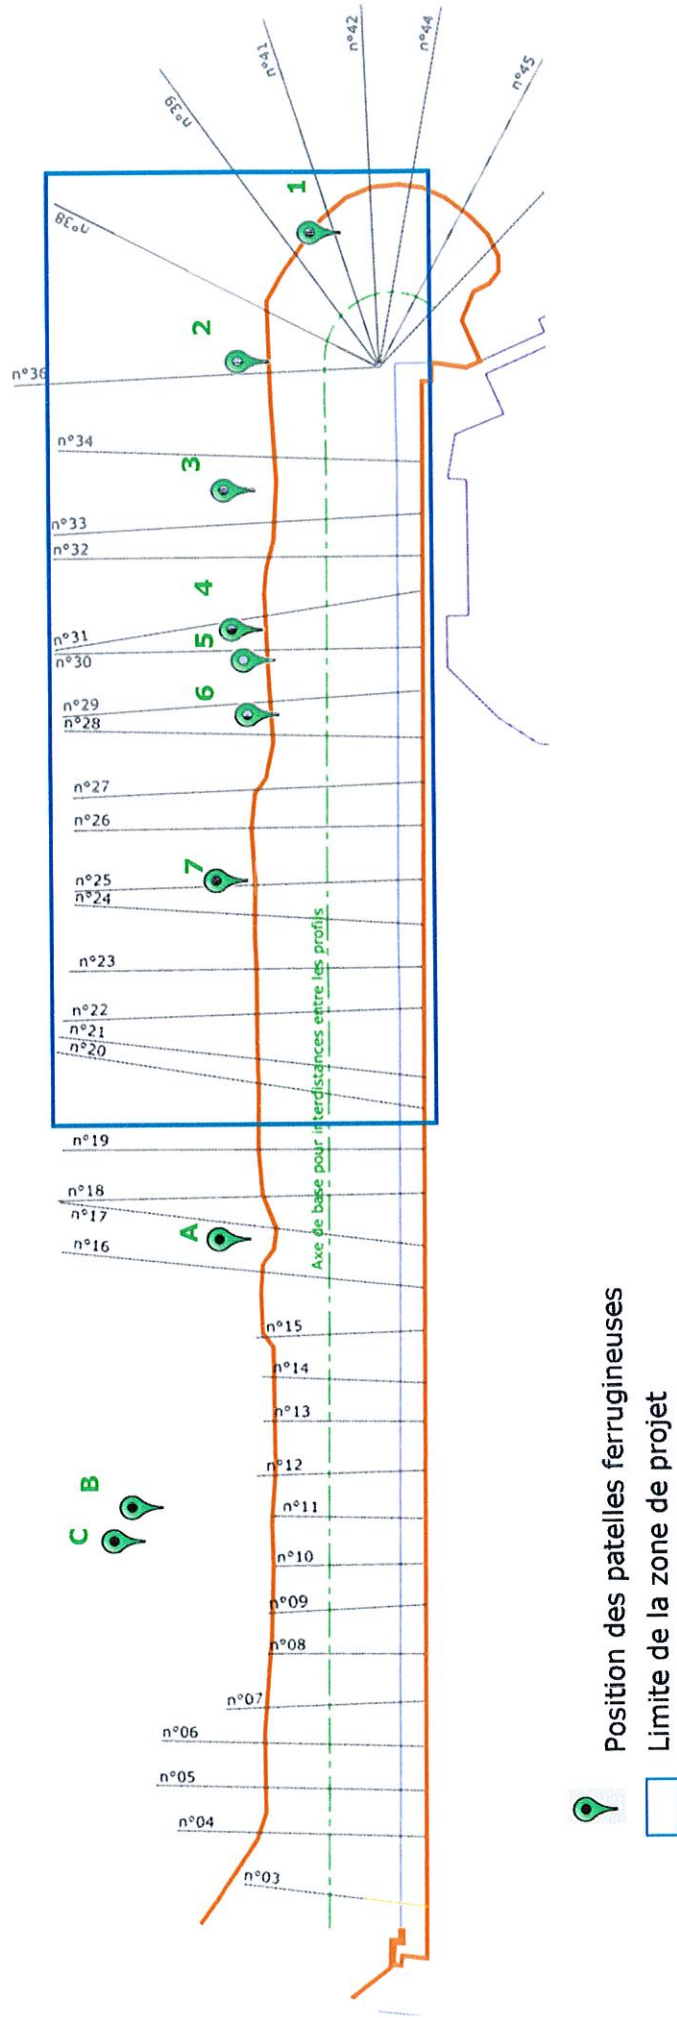 n°45
n°44
n°42
n°41
n°39
n°38
1
2
n°36
n°34
3
n°33
n°32
4
n°31
n°30
5
6
n°29
n°28
n°27
n°26
7
n°25
n°24
n°23
n°22
n°21
n°20
Axe de base pour interdistances entre les profils
n°19
n°18
n°17
A
n°16
n°15
n°14
n°13
n°12
B
n°11
C
n°10
n°09
n°08
n°07
n°06
n°05
n°04
n°03
Position des patelles ferrugineuses
Limite de la zone de projet